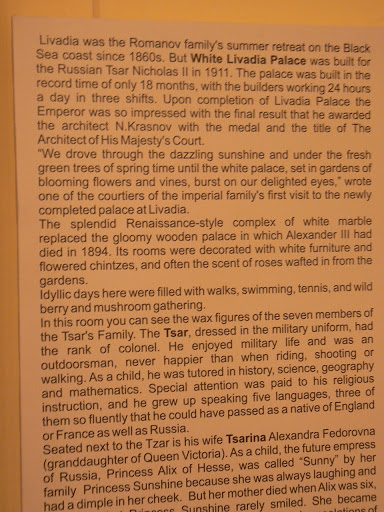 Livadia was the Romanov family's summer retreat on the Black
Sea coast since 1860s. But White Livadia Palace was built for
the Russian Tsar Nicholas II in 1911. The palace was built in the
record time of only 18 months, with the builders working 24 hours
a day in three shifts. Upon completion of Livadia Palace the
Emperor was so impressed with the final result that he awarded
the architect N.Krasnov with the medal and the title of The
Architect of His Majesty's Court.
"We drove through the dazzling sunshine and under the fresh
green trees of spring time until the white palace, set in gardens of
blooming flowers and vines, burst on our delighted eyes," wrote
one of the courtiers of the imperial family's first visit to the newly
completed palace at Livadia.
The splendid Renaissance-style complex of white marble
replaced the gloomy wooden palace in which Alexander III had
died in 1894. Its rooms were decorated with white furniture and
flowered chintzes, and often the scent of roses wafted in from the
gardens.
Idyllic days here were filled with walks, swimming, tennis, and wild
berry and mushroom gathering.
In this room you can see the wax figures of the seven members of
the Tsar's Family. The Tsar, dressed in the military uniform, had
the rank of colonel. He enjoyed military life and was an
outdoorsman, never happier than when riding, shooting or
walking. As a child, he was tutored in history, science, geography
and mathematics. Special attention was paid to his religious
instruction, and he grew up speaking five languages, three of
them so fluently that he could have passed as a native of England
or France as well as Russia.
Seated next to the Tzar is his wife Tsarina Alexandra Fedorovna
(granddaughter of Queen Victoria). As a child, the future empress
of Russia, Princess Alix of Hesse, was called "Sunny" by her
family Princess Sunshine because she was always laughing and
had a dimple in her cheek. But her mother died when Alix was six,
Princess Sunshine rarely smiled. She became